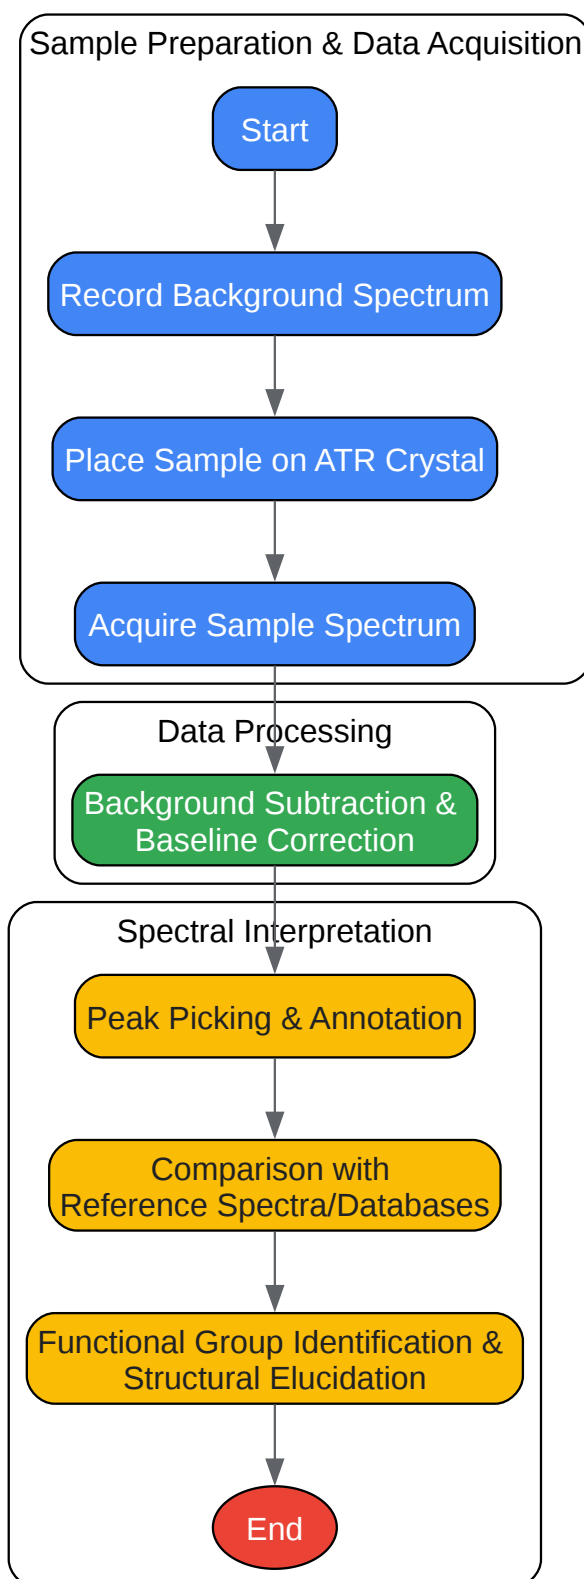 Sample Preparation & Data Acquisition
Start
Record Background Spectrum
Place Sample on ATR Crystal
Acquire Sample Spectrum
Data Processing
Background Subtraction &
Baseline Correction
Spectral Interpretation
Peak Picking & Annotation
Comparison with
Reference Spectra/Databases
Functional Group Identification &
Structural Elucidation
End